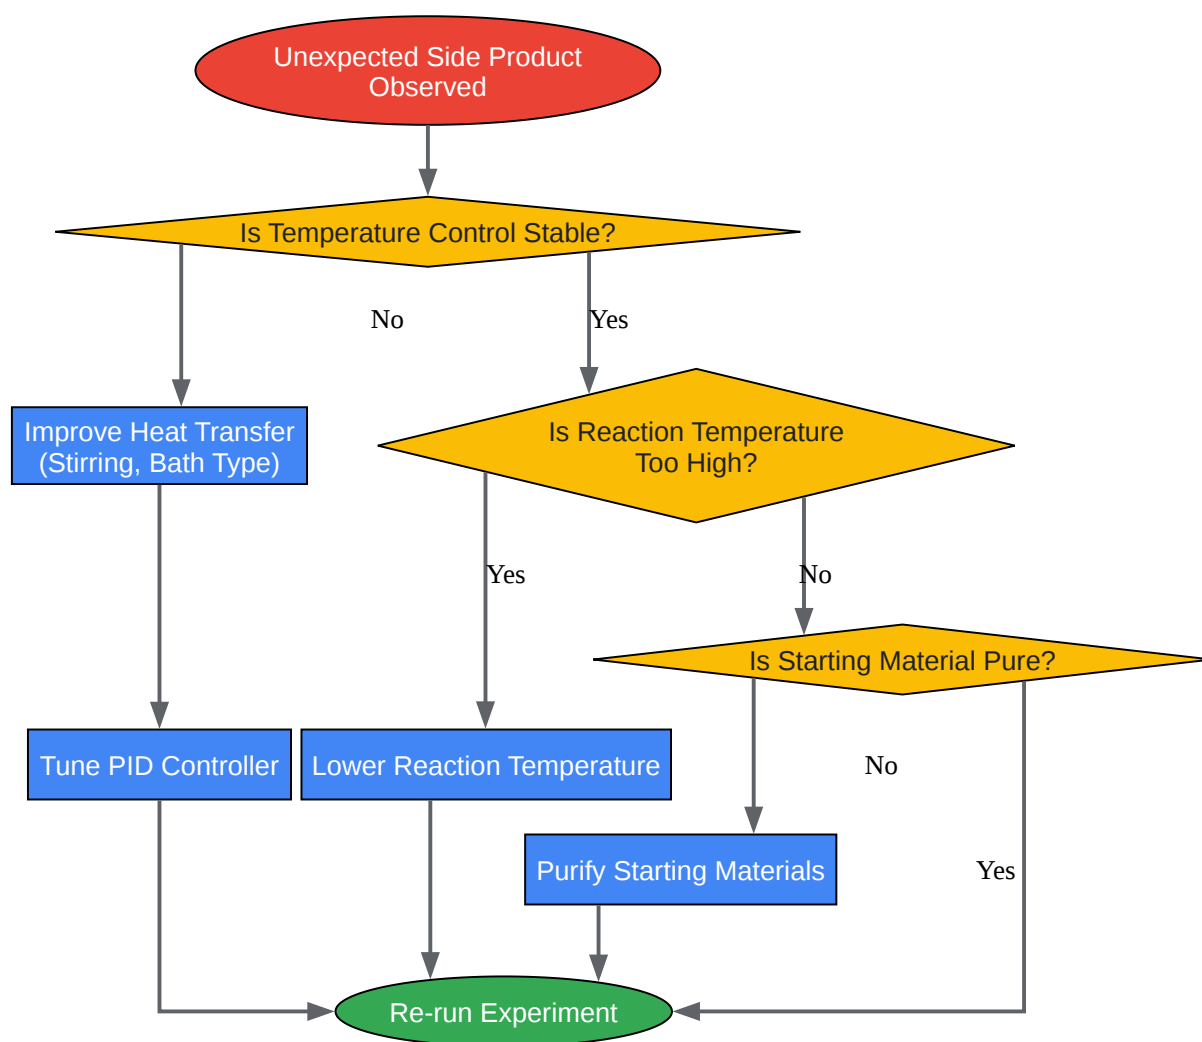 Unexpected Side Product
Observed
Is Temperature Control Stable?
No
Yes
Improve Heat Transfer
(Stirring, Bath Type)
Is Reaction Temperature
Too High?
Yes
No
Is Starting Material Pure?
Tune PID Controller
Lower Reaction Temperature
No
Purify Starting Materials
Yes
Re-run Experiment